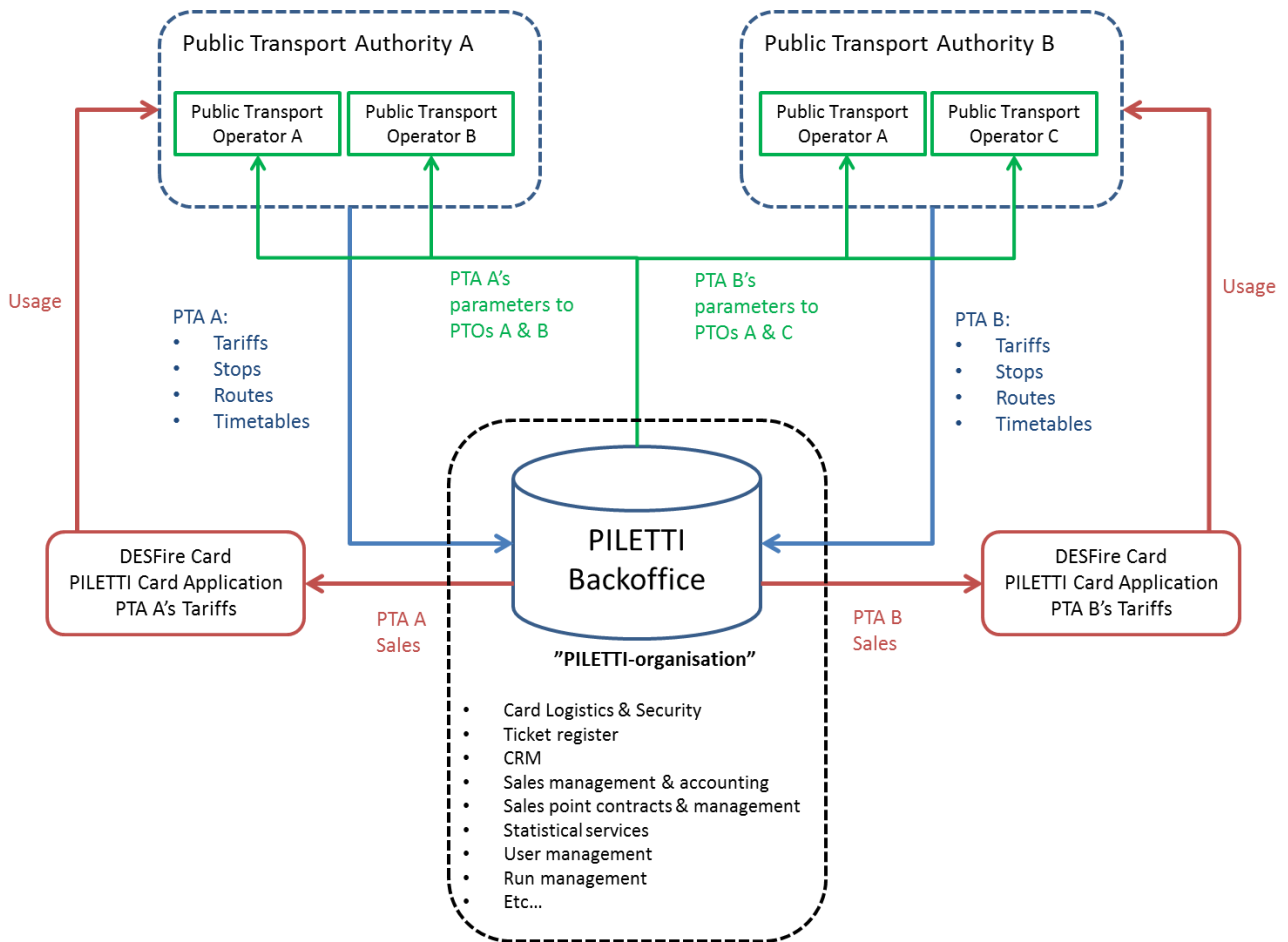 Public Transport Authority A
Public Transport
Operator A
Public Transport
Operator B
Public Transport Authority B
Public Transport
Operator A
Public Transport
Operator C
Usage
PTA A:
• Tariffs
• Stops
• Routes
• Timetables
PTA A’s
parameters to
PTOs A & B
PTA B’s
parameters to
PTOs A & C
PTA B:
• Tariffs
• Stops
• Routes
• Timetables
Usage
DESFire Card
PILETTI Card Application
PTA A’s Tariffs
PTA A
Sales
PILETTI
Backoffice
PTA B
Sales
DESFire Card
PILETTI Card Application
PTA B’s Tariffs
”PILETTI-organisation”
• Card Logistics & Security
• Ticket register
• CRM
• Sales management & accounting
• Sales point contracts & management
• Statistical services
• User management
• Run management
• Etc...